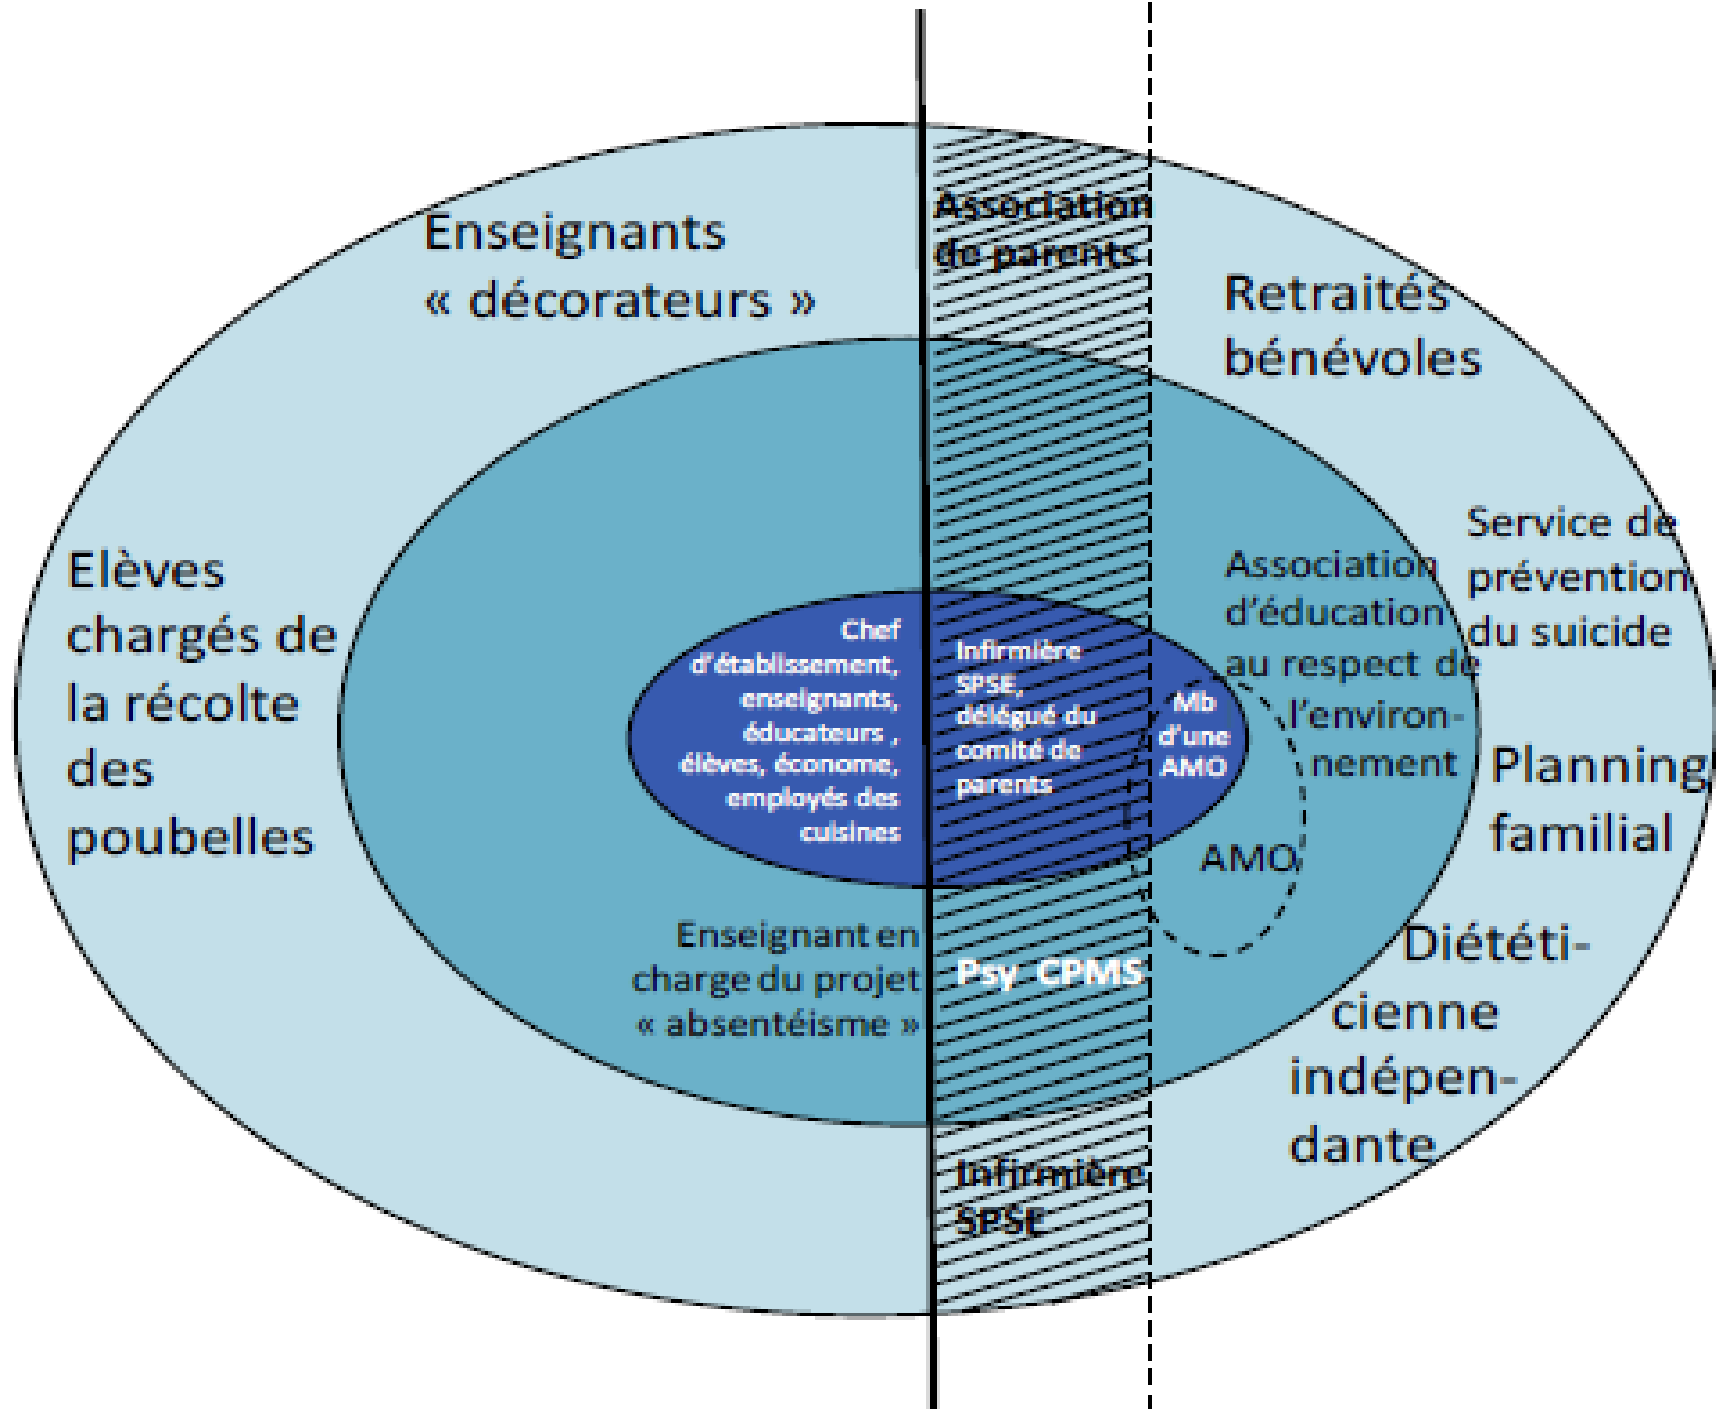 Association
de parents
Enseignants
« décorateurs »
Retraités
bénévoles
Elèves
chargés de
la récolte
des
poubelles
Chef
d'établissement,
enseignants,
éducateurs ,
élèves, économe,
employés des
cuisines
Infirmière
SPSE,
délégué du
comité de
parents
Mb
d'une
AMO
Association
d'éducation
au respect de
l'environ-
nement
AMO
Service de
prévention
du suicide
Planning
familial
Enseignant en
charge du projet
« absentéisme »
Psy CPMS
Diététi-
cienne
indépen-
dante
Infirmière
SPSE